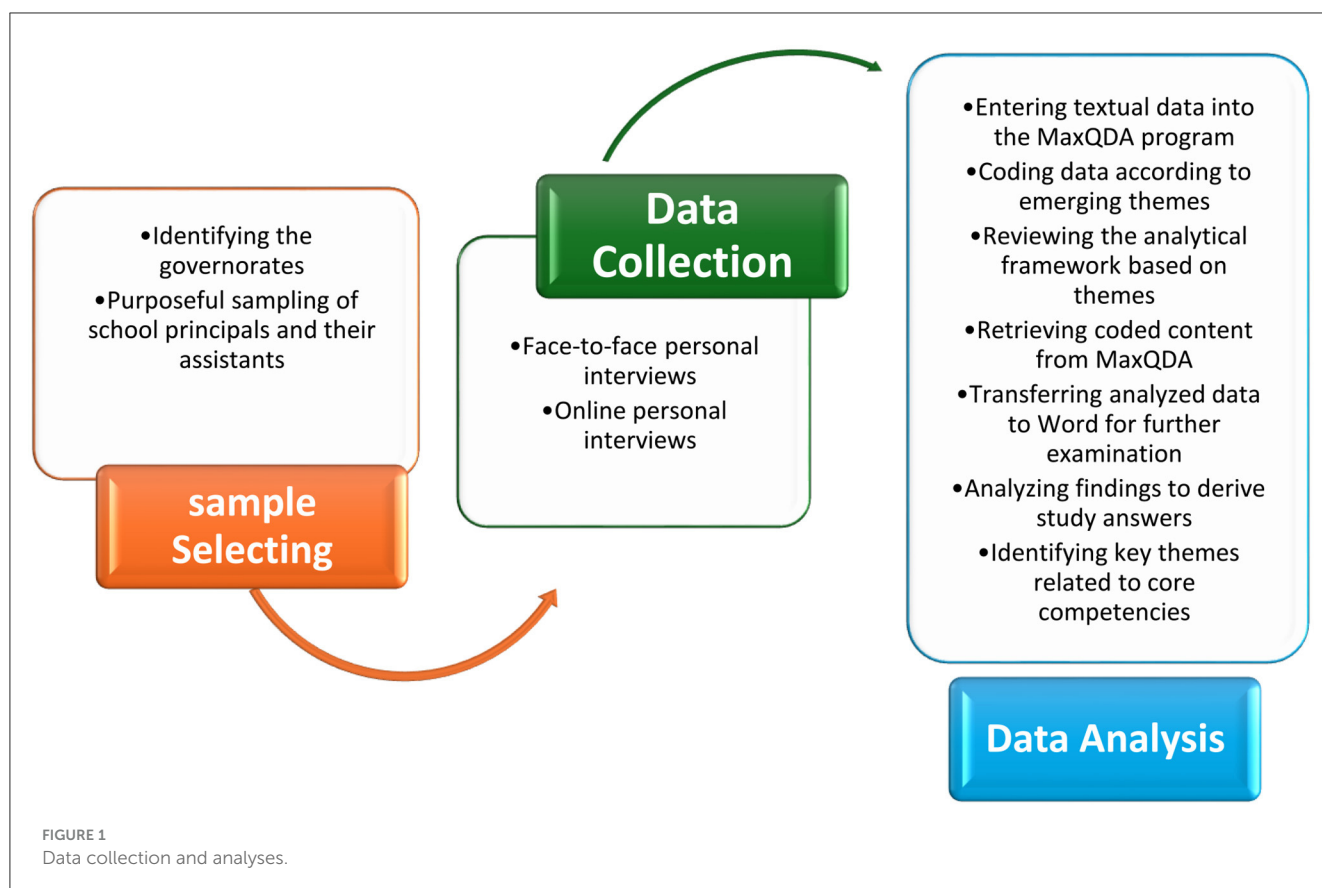 •Identifying the
governorates
•Purposeful sampling of
school principals and their
assistants
sample
Selecting
Data
Collection
•Face-to-face personal
interviews
•Online personal
interviews
•Entering textual data into
the MaxQDA program
•Coding data according to
emerging themes
•Reviewing the analytical
framework based on
themes
•Retrieving coded content
from MaxQDA
•Transferring analyzed data
to Word for further
examination
•Analyzing findings to derive
study answers
•Identifying key themes
related to core
competencies
Data Analysis
FIGURE 1
Data collection and analyses.